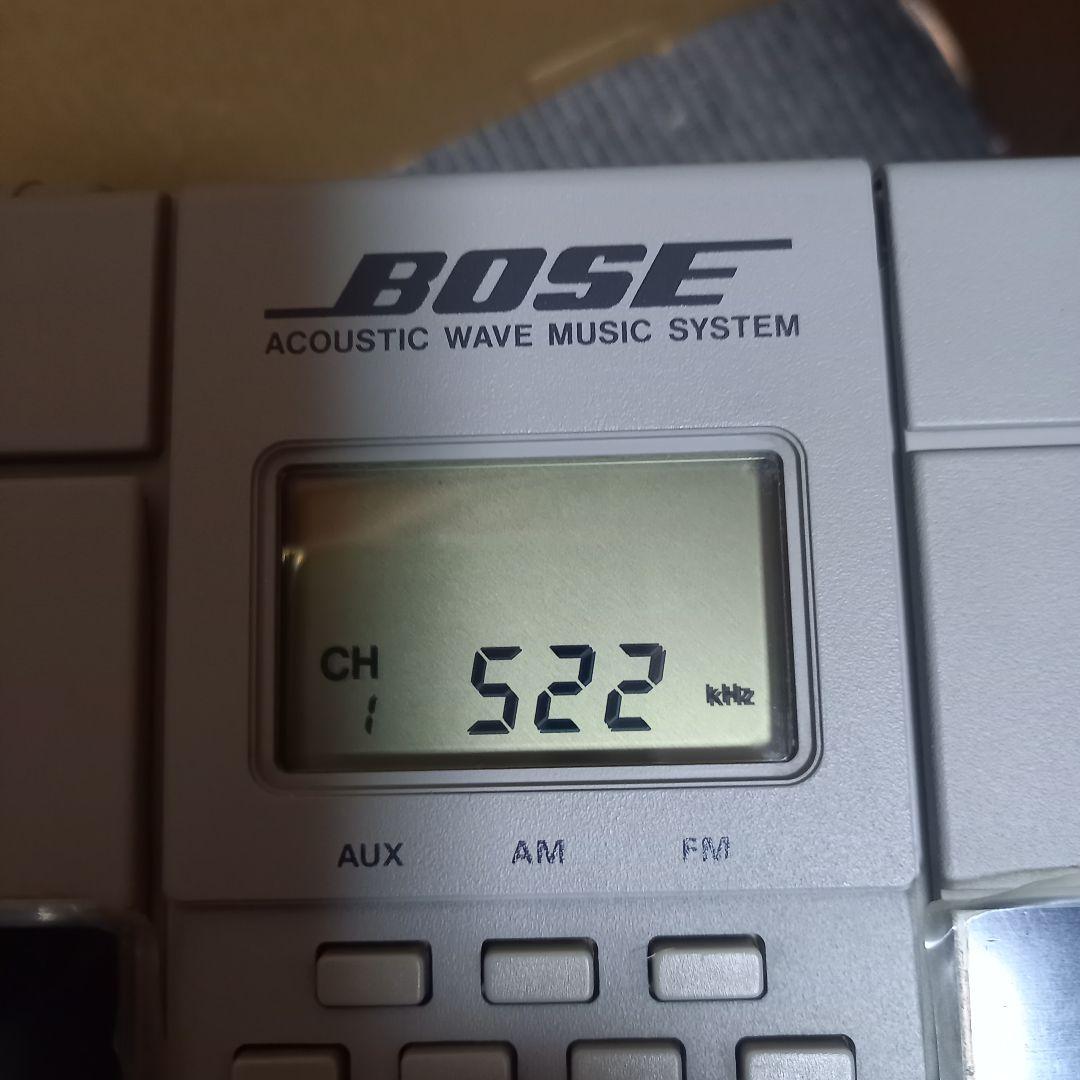 BOSE
ACOUSTIC WAVE MUSIC SYSTEM
CH
1 522 kHz
AUX AM FM